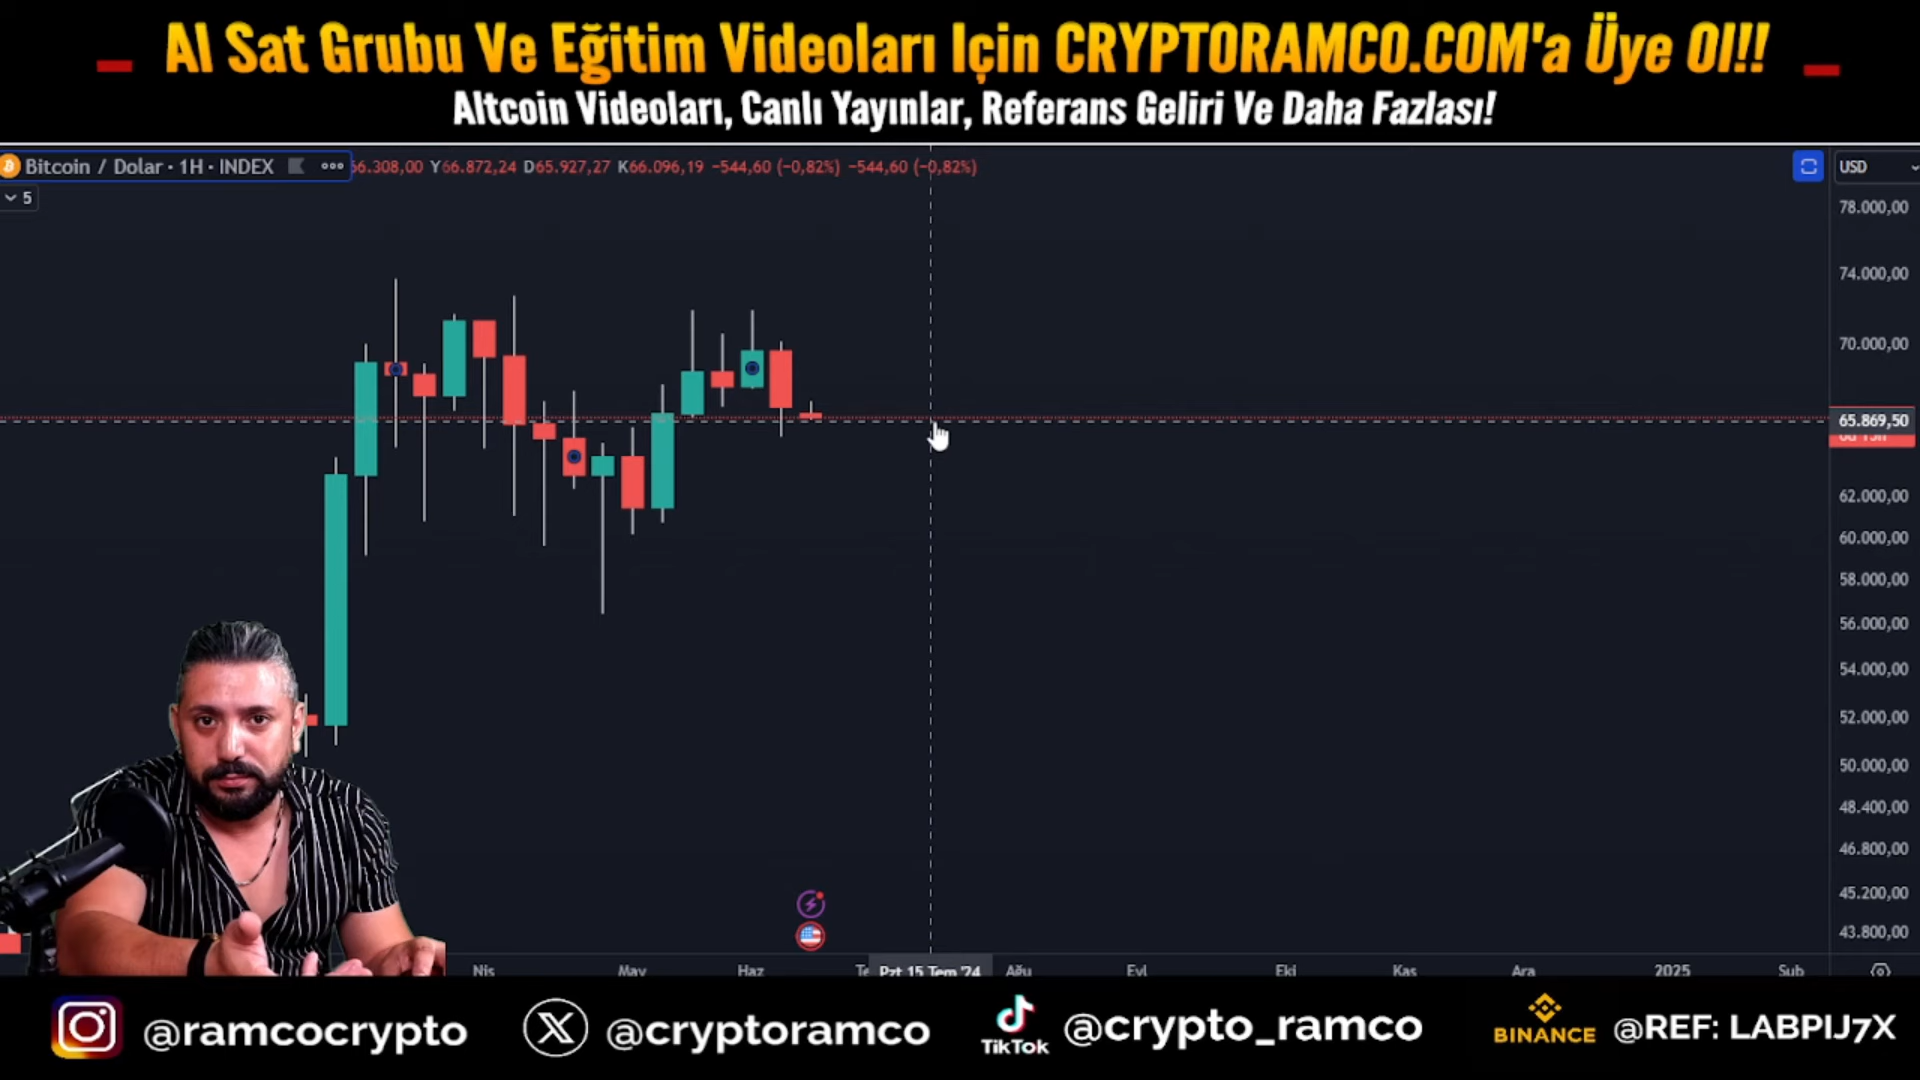 Al Sat Grubu Ve Eğitim Videoları Için CRYPTORAMCO.COM'a Üye Ol!!
Altcoin Videoları, Canlı Yayınlar, Referans Geliri Ve Daha Fazlası!
Bitcoin / Dolar · 1H · INDEX
66.308,00 Y66.872,24 D65.927,27 K66.096,19 −544,60 (−0,82%) −544,60 (−0,82%)
USD
5
78.000,00
74.000,00
70.000,00
65.869,50
62.000,00
60.000,00
58.000,00
56.000,00
54.000,00
52.000,00
50.000,00
48.400,00
46.800,00
45.200,00
43.800,00
Nis May Haz Pzt 15 Tem '24 Ağu Eyl Eki Kas Ara 2025 Şub
@ramcocrypto
@cryptoramco
TikTok
@crypto_ramco
BINANCE
@REF: LABPIJ7X